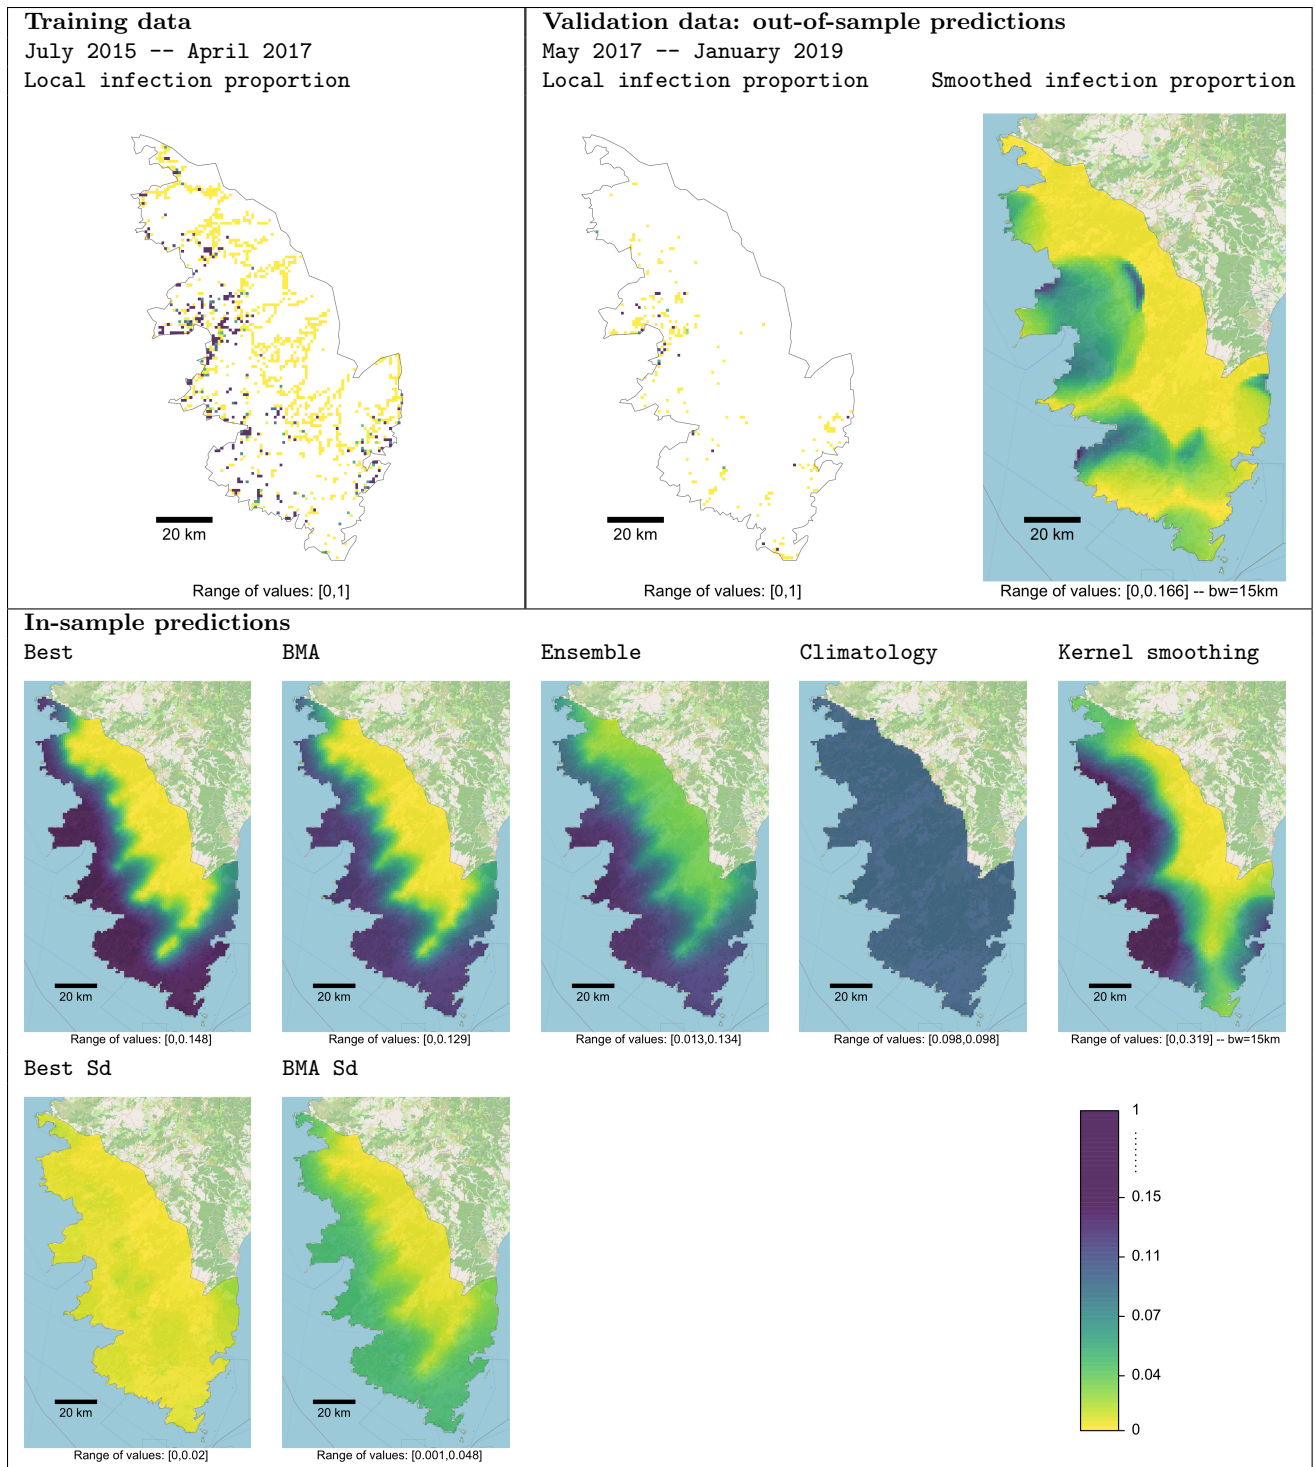 Training data
July 2015 -- April 2017
Local infection proportion
20 km
Range of values: [0,1]
Validation data: out-of-sample predictions
May 2017 -- January 2019
Local infection proportion
Smoothed infection proportion
20 km
20 km
Range of values: [0,1]
Range of values: [0,0.166] -- bw=15km
In-sample predictions
Best
BMA
Ensemble
Climatology
Kernel smoothing
20 km
20 km
20 km
20 km
20 km
Range of values: [0,0.148]
Range of values: [0,0.129]
Range of values: [0.013,0.134]
Range of values: [0.098,0.098]
Range of values: [0,0.319] -- bw=15km
Best Sd
BMA Sd
20 km
20 km
Range of values: [0,0.02]
Range of values: [0.001,0.048]
1
0.15
0.11
0.07
0.04
0